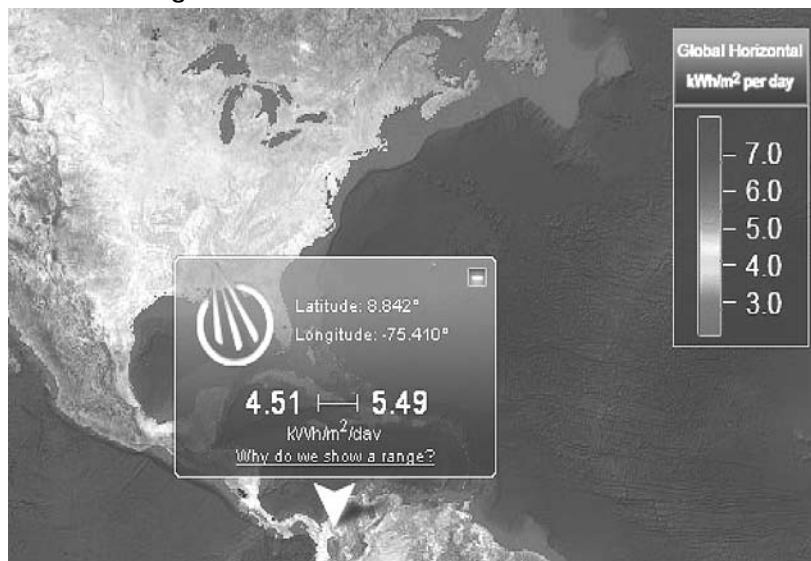 Global Horizontal
kWh/m² per day
7.0
6.0
5.0
4.0
3.0
Latitude: 8.842°
Longitude: -75.410°
4.51 5.49
kWh/m²/day
Why do we show a range?